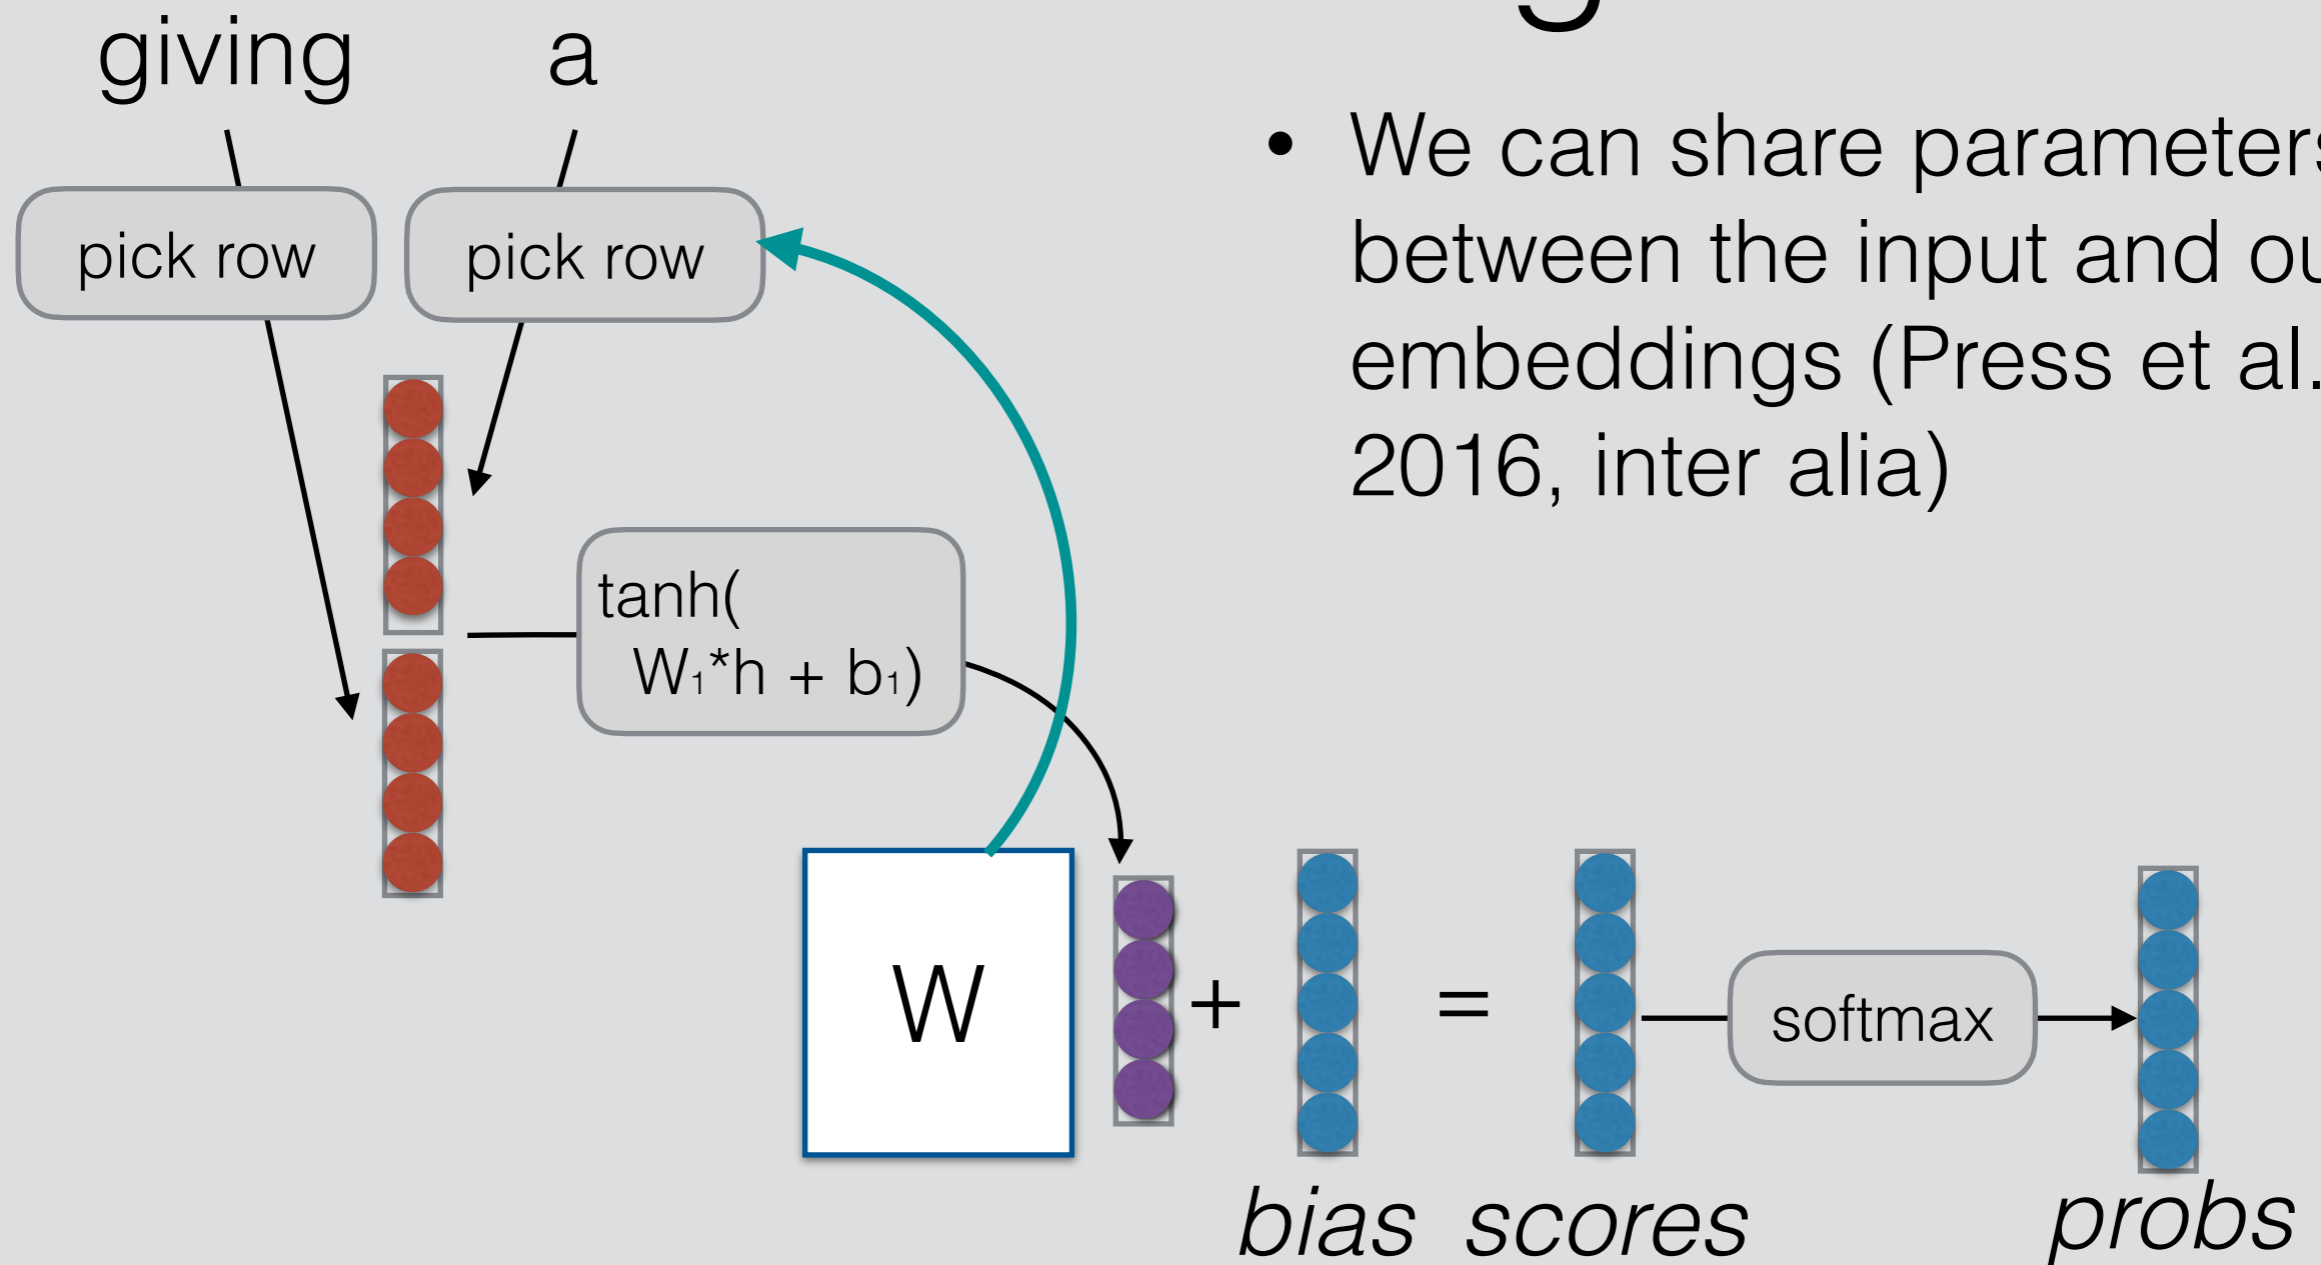 giving a
pick row pick row
• We can share parameters
between the input and
embeddings (Press et al.
2016, inter alia)
tanh(
W₁*h + b₁)
W + =
softmax
bias scores probs